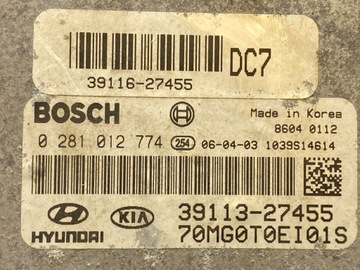 DC7
39116-27455
BOSCH
Made in Korea
8604 0112
0 281 012 774 254 06-04-03 1039S14614
HYUNDAI KIA 39113-27455
70MG0T0EI01S